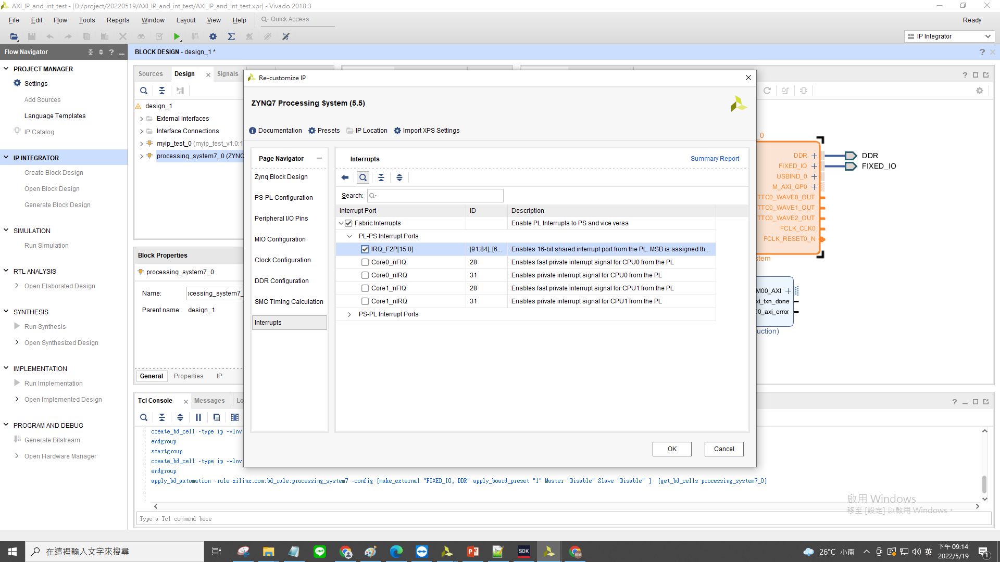 AXI_IP_and_int_test - [D:/project/20220519/AXI_IP_and_int_test/AXI_IP_and_int_test.xpr] - Vivado 2018.3
File Edit Flow Tools Reports Window Layout View Help Quick Access Ready
IP Integrator
Flow Navigator
BLOCK DESIGN - design_1 *
PROJECT MANAGER
Settings
Add Sources
Language Templates
IP Catalog
IP INTEGRATOR
Create Block Design
Open Block Design
Generate Block Design
SIMULATION
Run Simulation
RTL ANALYSIS
Open Elaborated Design
SYNTHESIS
Run Synthesis
Open Synthesized Design
IMPLEMENTATION
Run Implementation
Open Implemented Design
PROGRAM AND DEBUG
Generate Bitstream
Open Hardware Manager
Sources Design Signals
design_1
External Interfaces
Interface Connections
myip_test_0 (myip_test_v1.0:1
processing_system7_0 (ZYNQ
Block Properties
processing_system7_0
Name: ocessing_system7_
Parent name: design_1
General Properties IP
Re-customize IP
ZYNQ7 Processing System (5.5)
Documentation Presets IP Location Import XPS Settings
Page Navigator
Zynq Block Design
PS-PL Configuration
Peripheral I/O Pins
MIO Configuration
Clock Configuration
DDR Configuration
SMC Timing Calculation
Interrupts
Interrupts Summary Report
Search:
Interrupt Port ID Description
Fabric Interrupts Enable PL Interrupts to PS and vice versa
PL-PS Interrupt Ports
IRQ_F2P[15:0] [91:84], [6... Enables 16-bit shared interrupt port from the PL. MSB is assigned th...
Core0_nFIQ 28 Enables fast private interrupt signal for CPU0 from the PL
Core0_nIRQ 31 Enables private interrupt signal for CPU0 from the PL
Core1_nFIQ 28 Enables fast private interrupt signal for CPU1 from the PL
Core1_nIRQ 31 Enables private interrupt signal for CPU1 from the PL
PS-PL Interrupt Ports
OK Cancel
_0
DDR DDR
FIXED_IO FIXED_IO
USBIND_0
M_AXI_GP0
TTC0_WAVE0_OUT
TTC0_WAVE1_OUT
TTC0_WAVE2_OUT
FCLK_CLK0
FCLK_RESET0_N
stem
M00_AXI
xi_txn_done
00_axi_error
uction)
Tcl Console Messages Lo
create_bd_cell -type ip -vlnv
endgroup
startgroup
create_bd_cell -type ip -vlnv
endgroup
apply_bd_automation -rule xilinx.com:bd_rule:processing_system7 -config {make_external "FIXED_IO, DDR" apply_board_preset "1" Master "Disable" Slave "Disable" } [get_bd_cells processing_system7_0]
Type a Tcl command here
啟用 Windows
移至 [設定] 以啟用 Windows。
在這裡輸入文字來搜尋
SDK
26°C 小雨
英
下午 09:14
2022/5/19
1